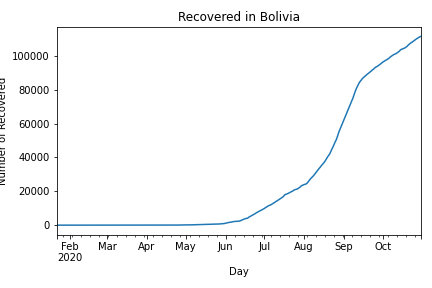 Recovered in Bolivia
100000
80000
60000
40000
20000
0
Number of Recovered
Feb Mar Apr May Jun Jul Aug Sep Oct
2020
Day